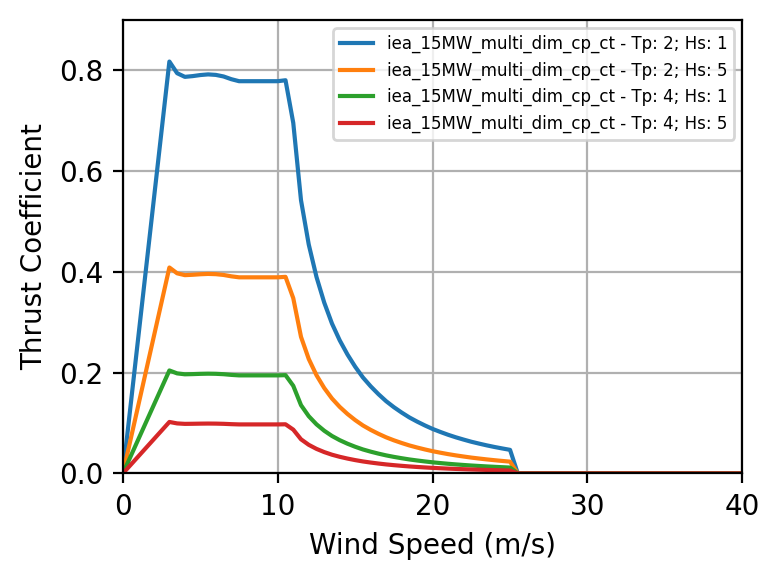 iea_15MW_multi_dim_cp_ct - Tp: 2; Hs: 1
iea_15MW_multi_dim_cp_ct - Tp: 2; Hs: 5
iea_15MW_multi_dim_cp_ct - Tp: 4; Hs: 1
iea_15MW_multi_dim_cp_ct - Tp: 4; Hs: 5
Thrust Coefficient
0.8
0.6
0.4
0.2
0.0
0 10 20 30 40
Wind Speed (m/s)